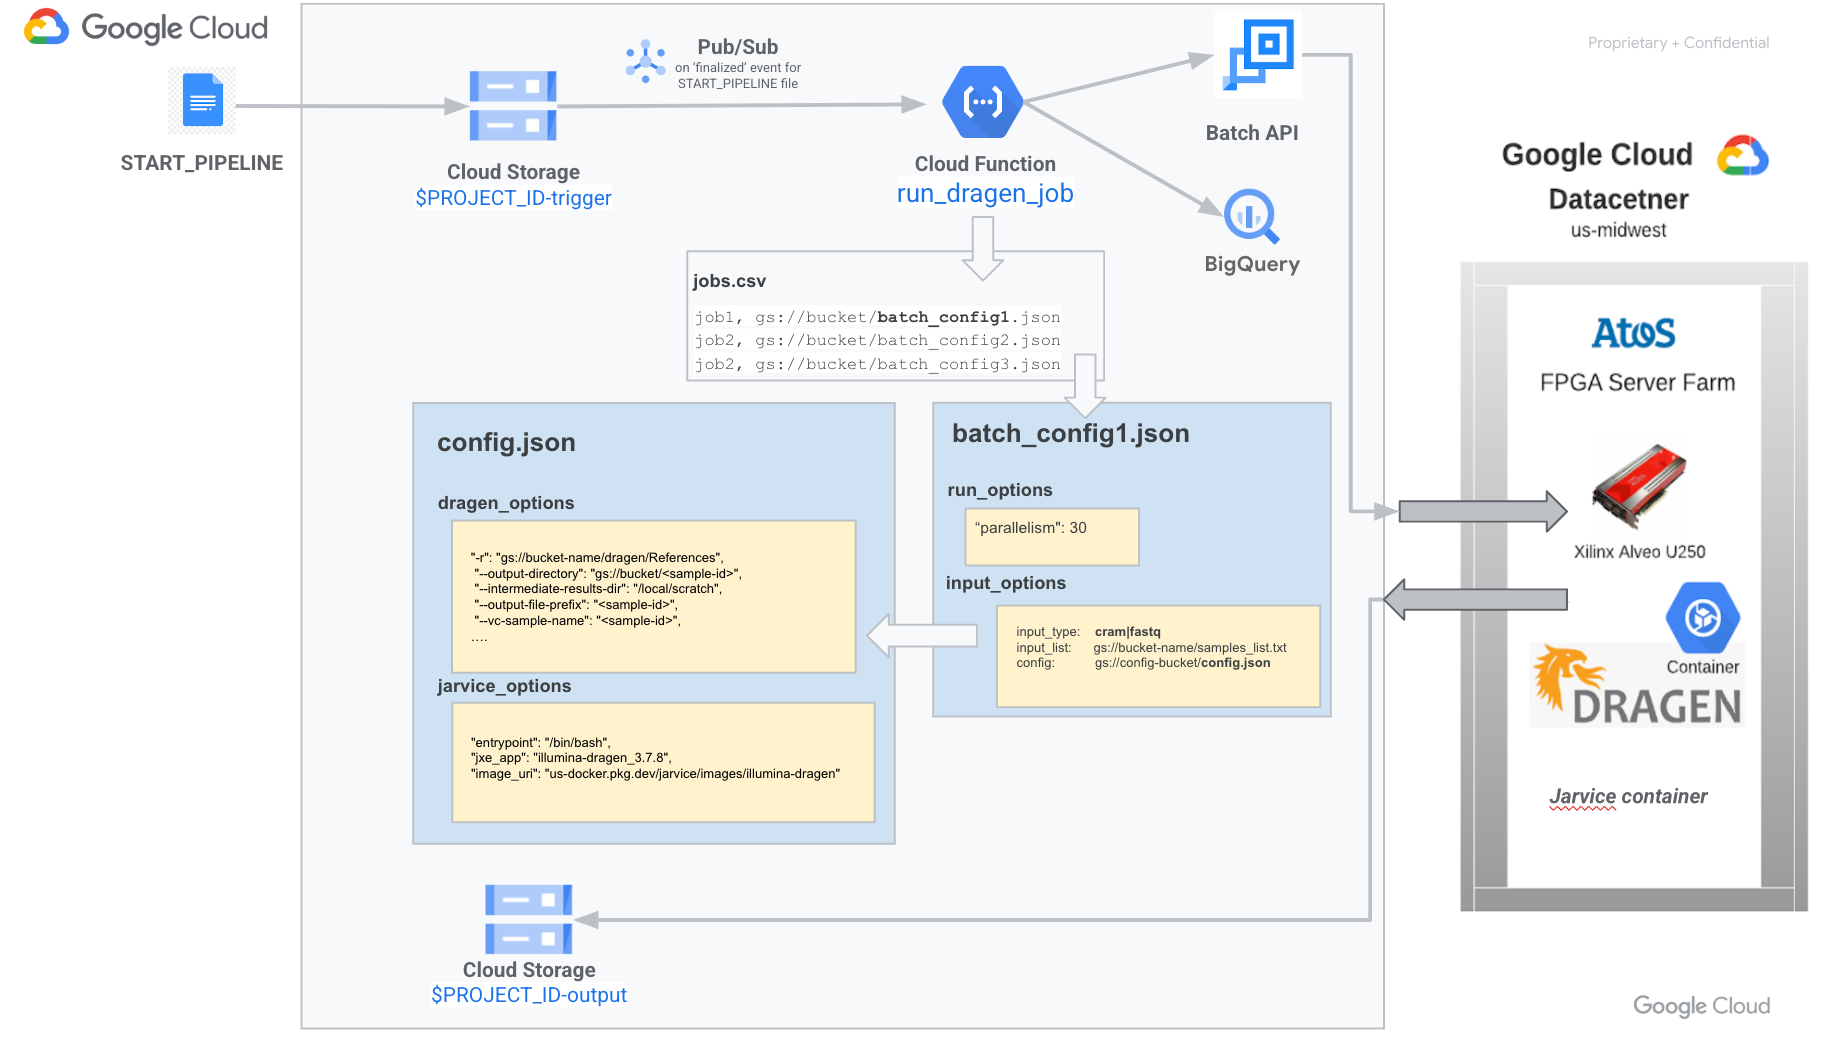 Google Cloud
Proprietary + Confidential
START_PIPELINE
Pub/Sub
on ‘finalized’ event for
START_PIPELINE file
Cloud Storage
$PROJECT_ID-trigger
Cloud Function
run_dragen_job
Batch API
BigQuery
Google Cloud
Datacetner
us-midwest
jobs.csv
job1, gs://bucket/batch_config1.json
job2, gs://bucket/batch_config2.json
job2, gs://bucket/batch_config3.json
config.json
dragen_options
"-r": "gs://bucket-name/dragen/References",
"--output-directory": "gs://bucket/<sample-id>",
"--intermediate-results-dir": "/local/scratch",
"--output-file-prefix": "<sample-id>",
"--vc-sample-name": "<sample-id>",
....
jarvice_options
"entrypoint": "/bin/bash",
"jxe_app": "illumina-dragen_3.7.8",
"image_uri": "us-docker.pkg.dev/jarvice/images/illumina-dragen"
batch_config1.json
run_options
“parallelism": 30
input_options
input_type: cram|fastq
input_list: gs://bucket-name/samples_list.txt
config: gs://config-bucket/config.json
Atos
FPGA Server Farm
Xilinx Alveo U250
Container
DRAGEN
Jarvice container
Cloud Storage
$PROJECT_ID-output
Google Cloud